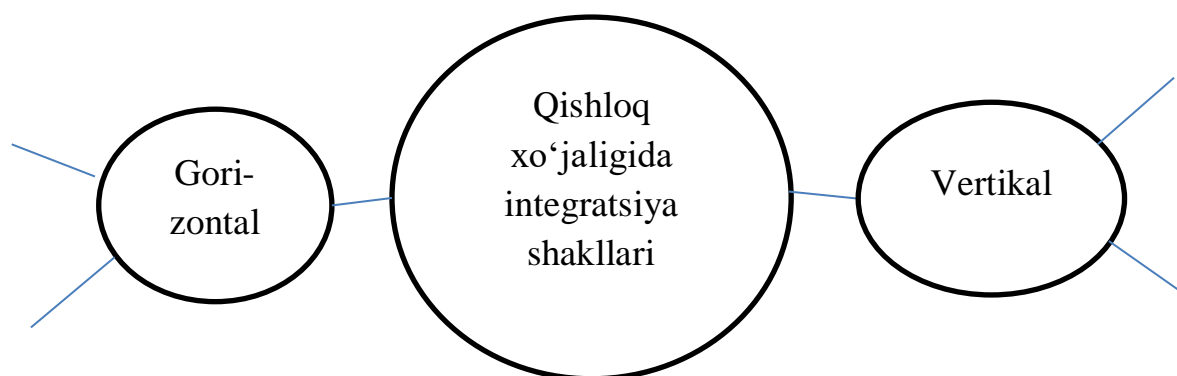 Gori-
zontal
Qishloq
xo‘jaligida
integratsiya
shakllari
Vertikal